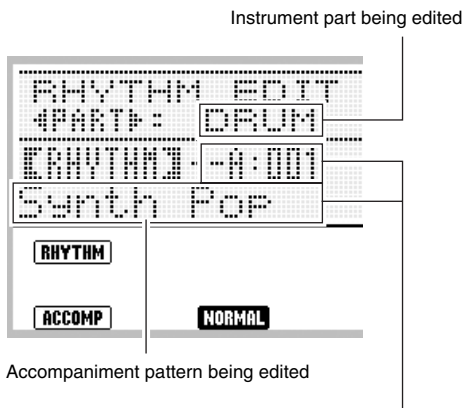 Instrument part being edited
RHYTHM EDIT
◄PART►: DRUM
【RHYTHM】--A:001
Synth Pop
RHYTHM
ACCOMP NORMAL
Accompaniment pattern being edited